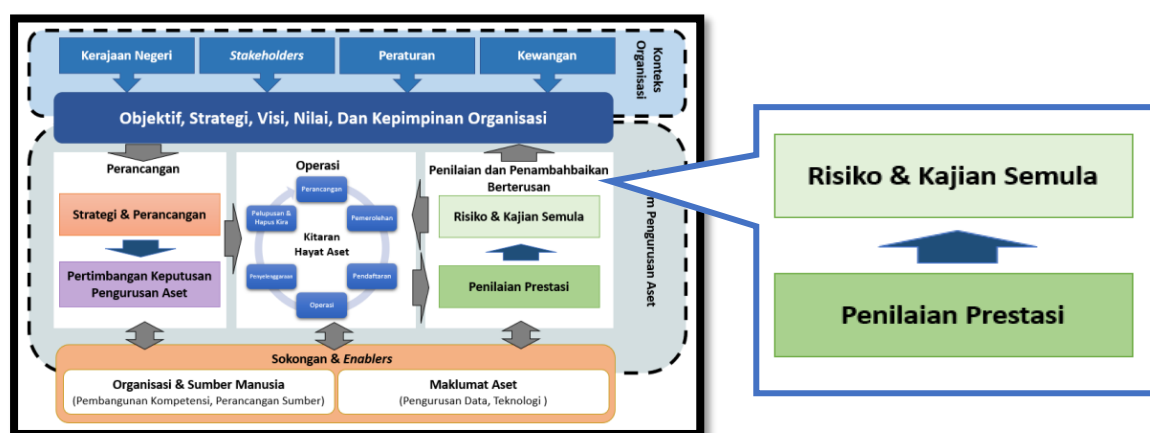 Kerajaan Negeri
Stakeholders
Peraturan
Kewangan
Konteks
Organisasi
Objektif, Strategi, Visi, Nilai, Dan Kepimpinan Organisasi
Perancangan
Strategi & Perancangan
Pertimbangan Keputusan
Pengurusan Aset
Operasi
Perancangan
Pemerolehan
Pendaftaran
Operasi
Penyelenggaraan
Pelupusan &
Hapus Kira
Kitaran
Hayat Aset
Penilaian dan Penambahbaikan
Berterusan
Risiko & Kajian Semula
Penilaian Prestasi
m Pengurusan Aset
Sokongan & Enablers
Organisasi & Sumber Manusia
(Pembangunan Kompetensi, Perancangan Sumber)
Maklumat Aset
(Pengurusan Data, Teknologi )
Risiko & Kajian Semula
Penilaian Prestasi